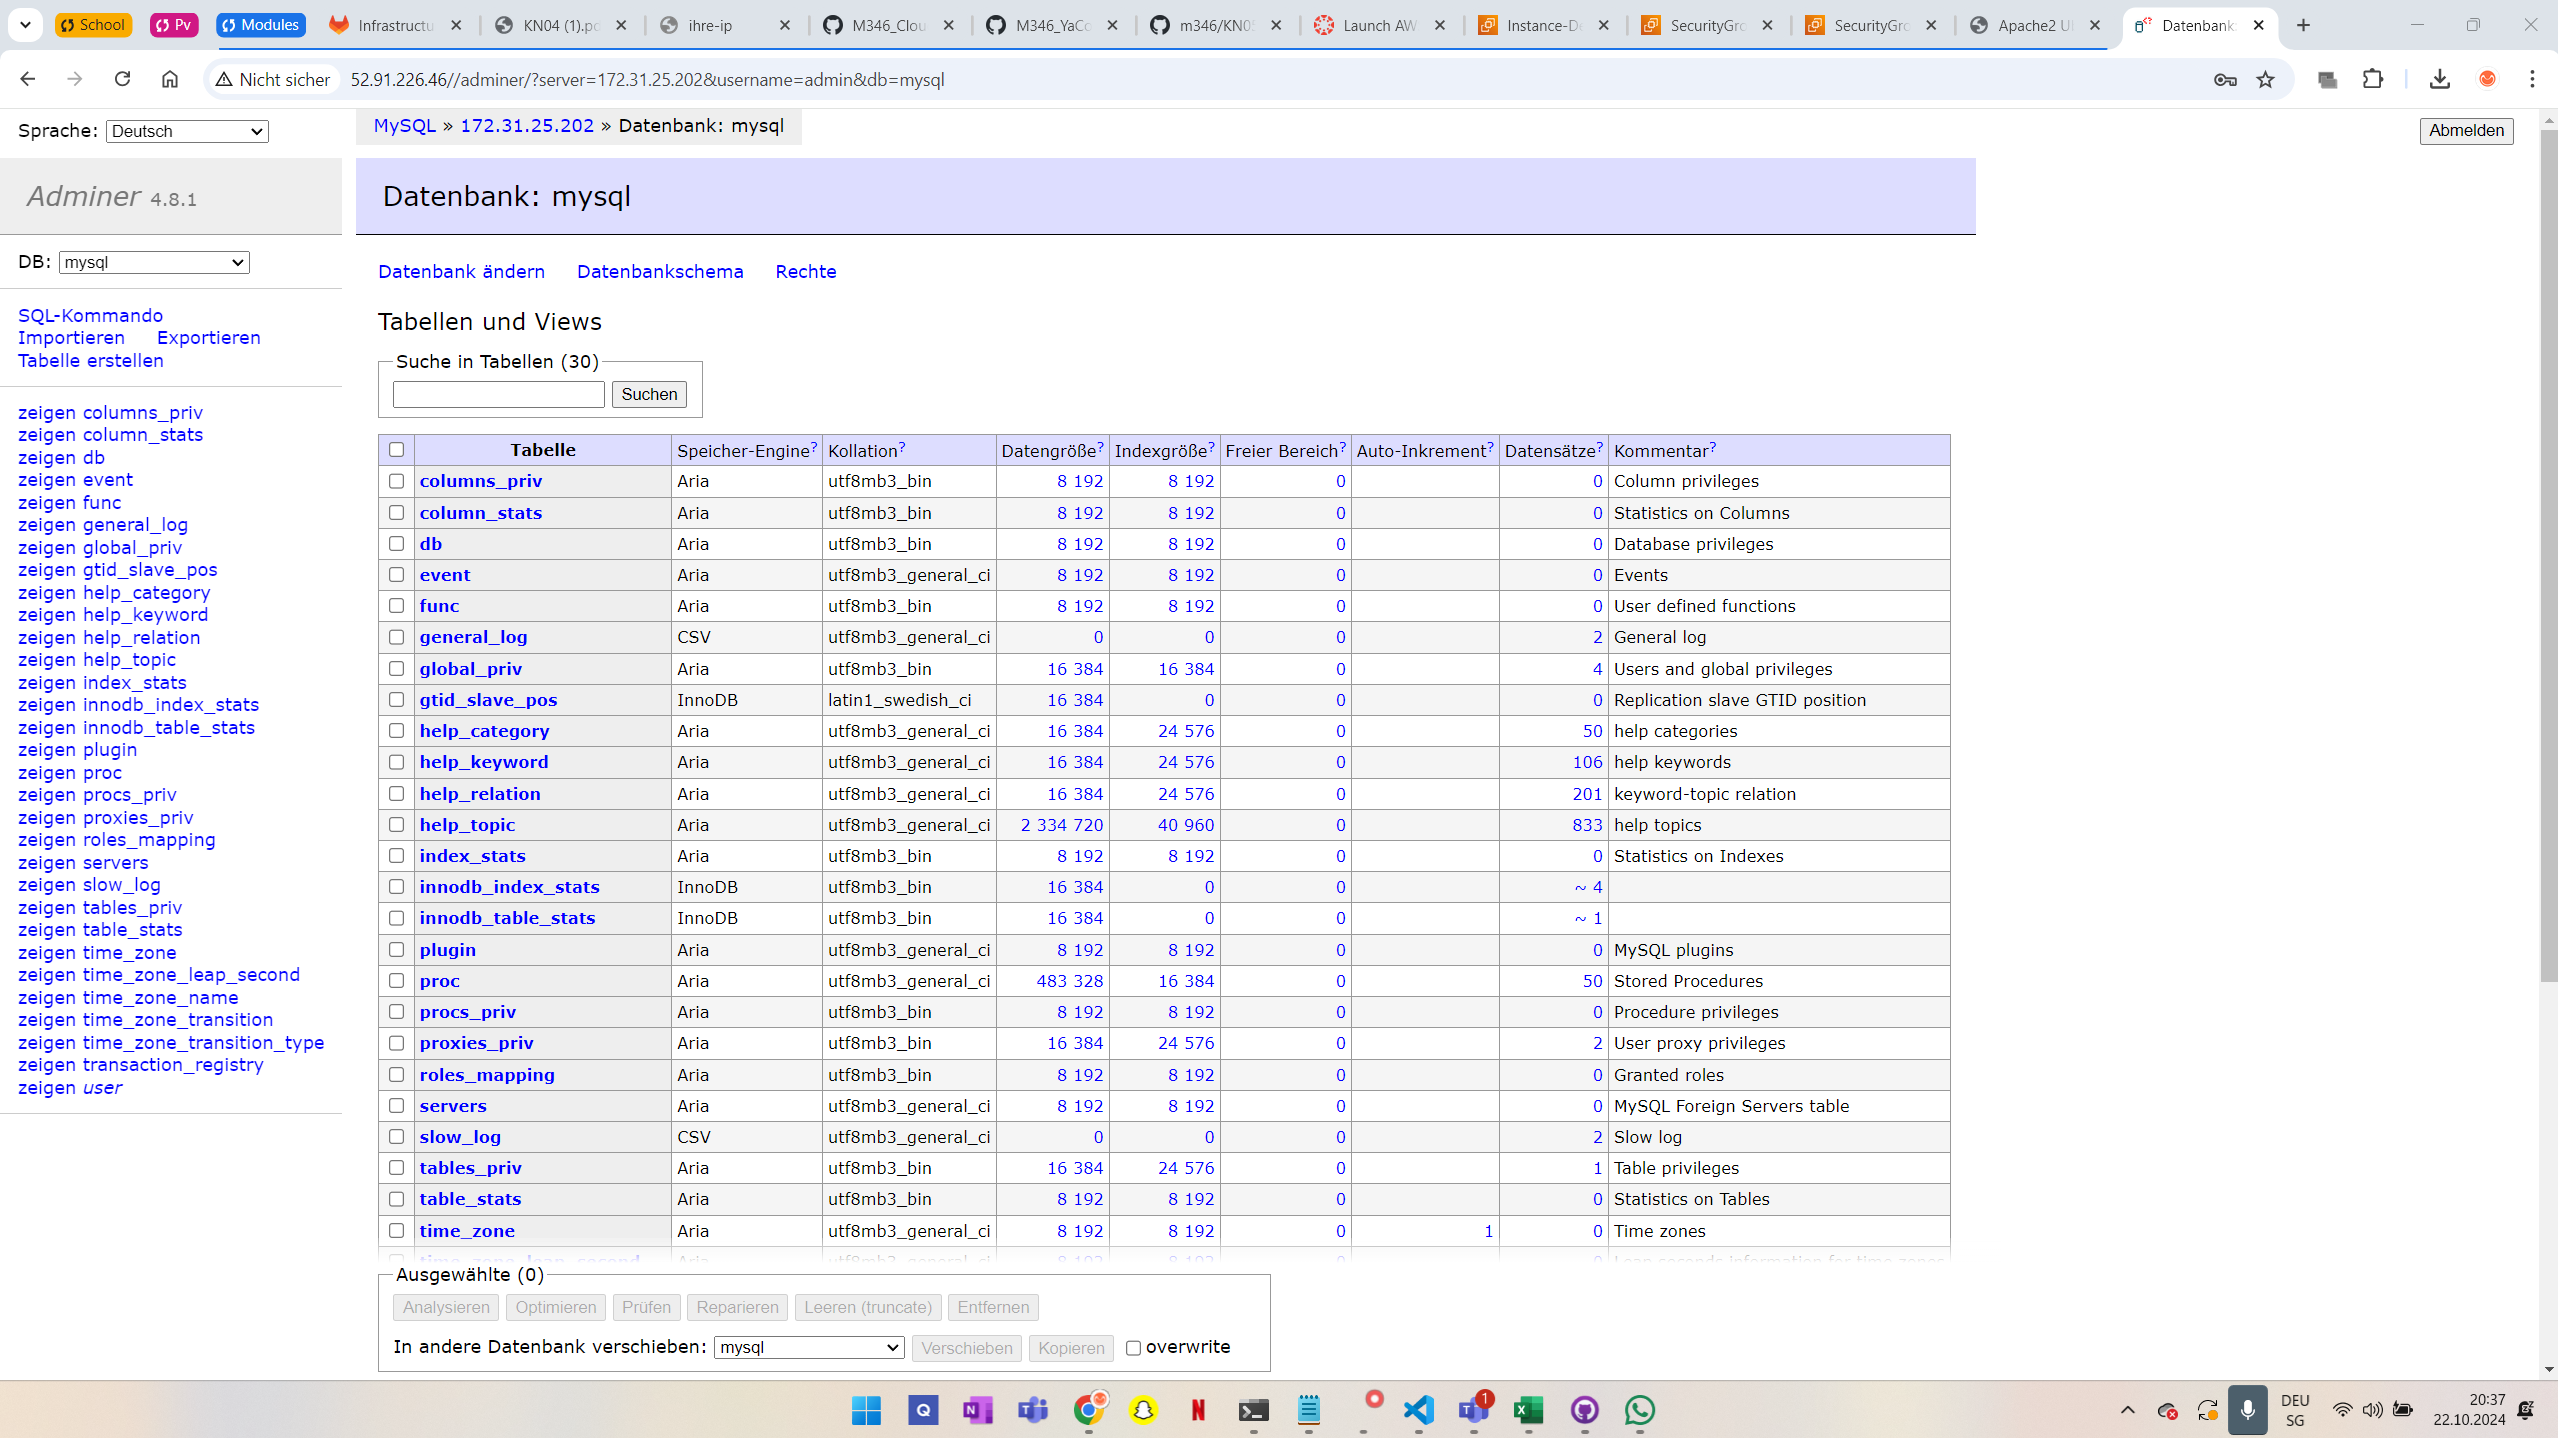 School
Pv
Modules
Infrastructu
KN04 (1).pd
ihre-ip
M346_Clou
M346_YaCo
m346/KN05
Launch AW
Instance-De
SecurityGro
SecurityGro
Apache2 Ub
Datenbank:
Nicht sicher
52.91.226.46//adminer/?server=172.31.25.202&username=admin&db=mysql
Sprache: Deutsch
MySQL » 172.31.25.202 » Datenbank: mysql
Abmelden
Adminer 4.8.1
Datenbank: mysql
DB: mysql
SQL-Kommando
Importieren Exportieren
Tabelle erstellen
zeigen columns_priv
zeigen column_stats
zeigen db
zeigen event
zeigen func
zeigen general_log
zeigen global_priv
zeigen gtid_slave_pos
zeigen help_category
zeigen help_keyword
zeigen help_relation
zeigen help_topic
zeigen index_stats
zeigen innodb_index_stats
zeigen innodb_table_stats
zeigen plugin
zeigen proc
zeigen procs_priv
zeigen proxies_priv
zeigen roles_mapping
zeigen servers
zeigen slow_log
zeigen tables_priv
zeigen table_stats
zeigen time_zone
zeigen time_zone_leap_second
zeigen time_zone_name
zeigen time_zone_transition
zeigen time_zone_transition_type
zeigen transaction_registry
zeigen user
Datenbank ändern Datenbankschema Rechte
Tabellen und Views
Suche in Tabellen (30)
Suchen
Tabelle Speicher-Engine? Kollation? Datengröße? Indexgröße? Freier Bereich? Auto-Inkrement? Datensätze? Kommentar?
columns_priv Aria utf8mb3_bin 8 192 8 192 0 0 Column privileges
column_stats Aria utf8mb3_bin 8 192 8 192 0 0 Statistics on Columns
db Aria utf8mb3_bin 8 192 8 192 0 0 Database privileges
event Aria utf8mb3_general_ci 8 192 8 192 0 0 Events
func Aria utf8mb3_bin 8 192 8 192 0 0 User defined functions
general_log CSV utf8mb3_general_ci 0 0 0 2 General log
global_priv Aria utf8mb3_bin 16 384 16 384 0 4 Users and global privileges
gtid_slave_pos InnoDB latin1_swedish_ci 16 384 0 0 0 Replication slave GTID position
help_category Aria utf8mb3_general_ci 16 384 24 576 0 50 help categories
help_keyword Aria utf8mb3_general_ci 16 384 24 576 0 106 help keywords
help_relation Aria utf8mb3_general_ci 16 384 24 576 0 201 keyword-topic relation
help_topic Aria utf8mb3_general_ci 2 334 720 40 960 0 833 help topics
index_stats Aria utf8mb3_bin 8 192 8 192 0 0 Statistics on Indexes
innodb_index_stats InnoDB utf8mb3_bin 16 384 0 0 ~ 4
innodb_table_stats InnoDB utf8mb3_bin 16 384 0 0 ~ 1
plugin Aria utf8mb3_general_ci 8 192 8 192 0 0 MySQL plugins
proc Aria utf8mb3_general_ci 483 328 16 384 0 50 Stored Procedures
procs_priv Aria utf8mb3_bin 8 192 8 192 0 0 Procedure privileges
proxies_priv Aria utf8mb3_bin 16 384 24 576 0 2 User proxy privileges
roles_mapping Aria utf8mb3_bin 8 192 8 192 0 0 Granted roles
servers Aria utf8mb3_general_ci 8 192 8 192 0 0 MySQL Foreign Servers table
slow_log CSV utf8mb3_general_ci 0 0 0 2 Slow log
tables_priv Aria utf8mb3_bin 16 384 24 576 0 1 Table privileges
table_stats Aria utf8mb3_bin 8 192 8 192 0 0 Statistics on Tables
time_zone Aria utf8mb3_general_ci 8 192 8 192 0 1 0 Time zones
time_zone_leap_second Aria utf8mb3_general_ci 8 192 8 192 0 0 Leap seconds information for time zones
Ausgewählte (0)
Analysieren Optimieren Prüfen Reparieren Leeren (truncate) Entfernen
In andere Datenbank verschieben: mysql Verschieben Kopieren overwrite
1
DEU
SG
20:37
22.10.2024